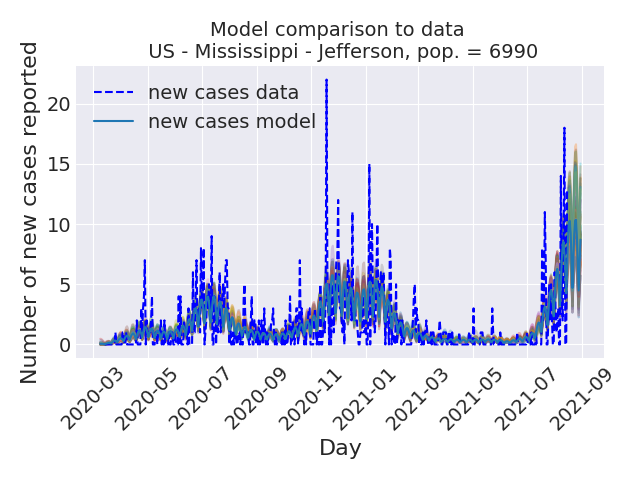 Model comparison to data
US - Mississippi - Jefferson, pop. = 6990
Number of new cases reported
20
15
10
5
0
new cases data
new cases model
2020-03
2020-05
2020-07
2020-09
2020-11
2021-01
2021-03
2021-05
2021-07
2021-09
Day